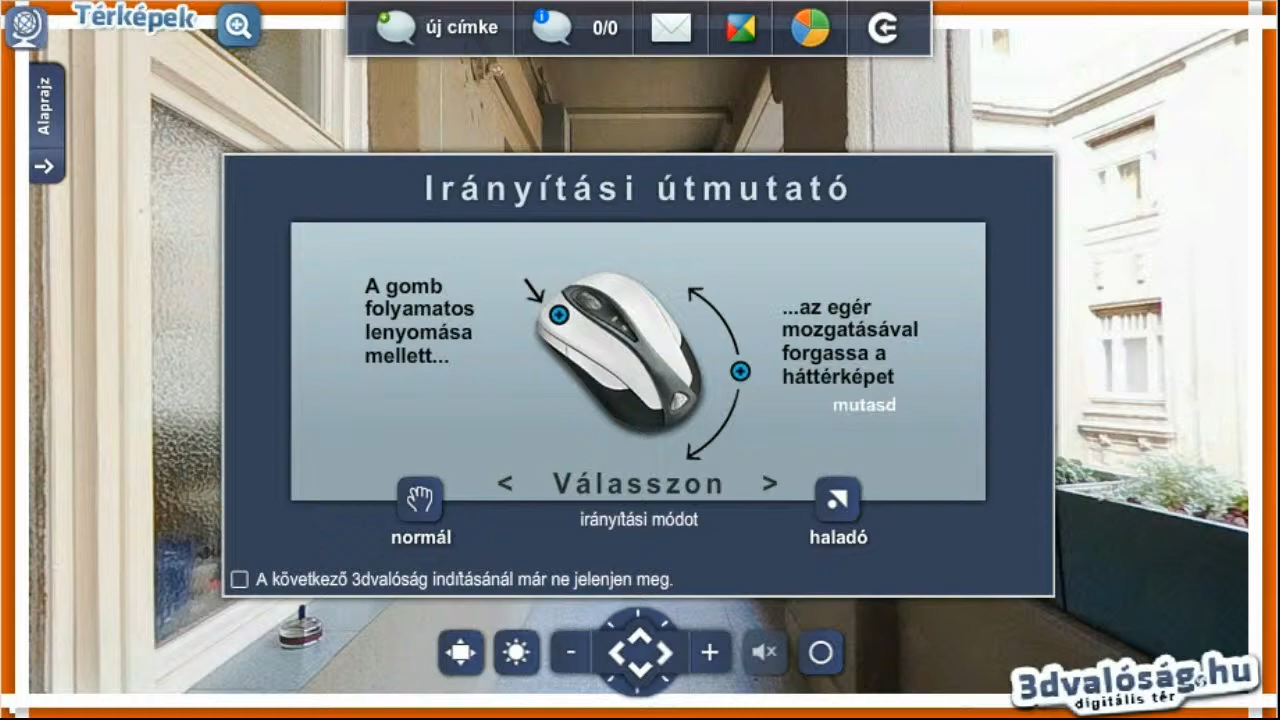 Térképek
új címke
0/0
Alaprajz
Irányítási útmutató
A gomb
folyamatos
lenyomása
mellett...
...az egér
mozgatásával
forgassa a
háttérképet
mutasd
< Válasszon >
irányítási módot
normál
haladó
A következő 3dvalóság indításánál már ne jelenjen meg.
- +
3dvalóság.hu
digitális tér